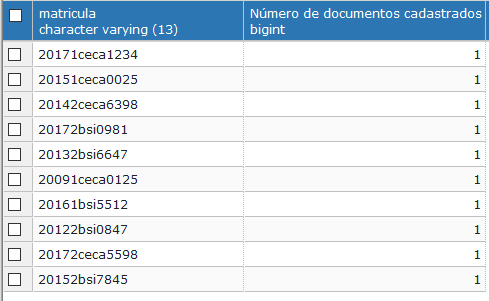 matricula Número de documentos cadastrados
character varying (13) bigint
20171ceca1234 1
20151ceca0025 1
20142ceca6398 1
20172bsi0981 1
20132bsi6647 1
20091ceca0125 1
20161bsi5512 1
20122bsi0847 1
20172ceca5598 1
20152bsi7845 1